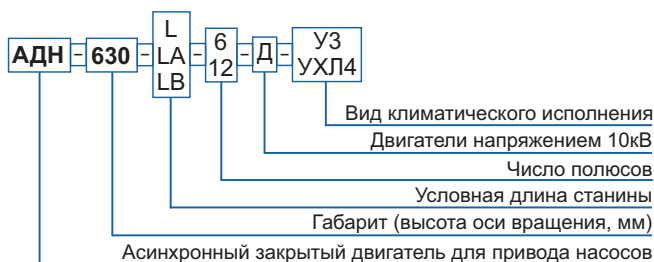 L
6
У3
АДН - 630 - LA - 12 - Д - УХЛ4
LB
Вид климатического исполнения
Двигатели напряжением 10кВ
Число полюсов
Условная длина станины
Габарит (высота оси вращения, мм)
Асинхронный закрытый двигатель для привода насосов